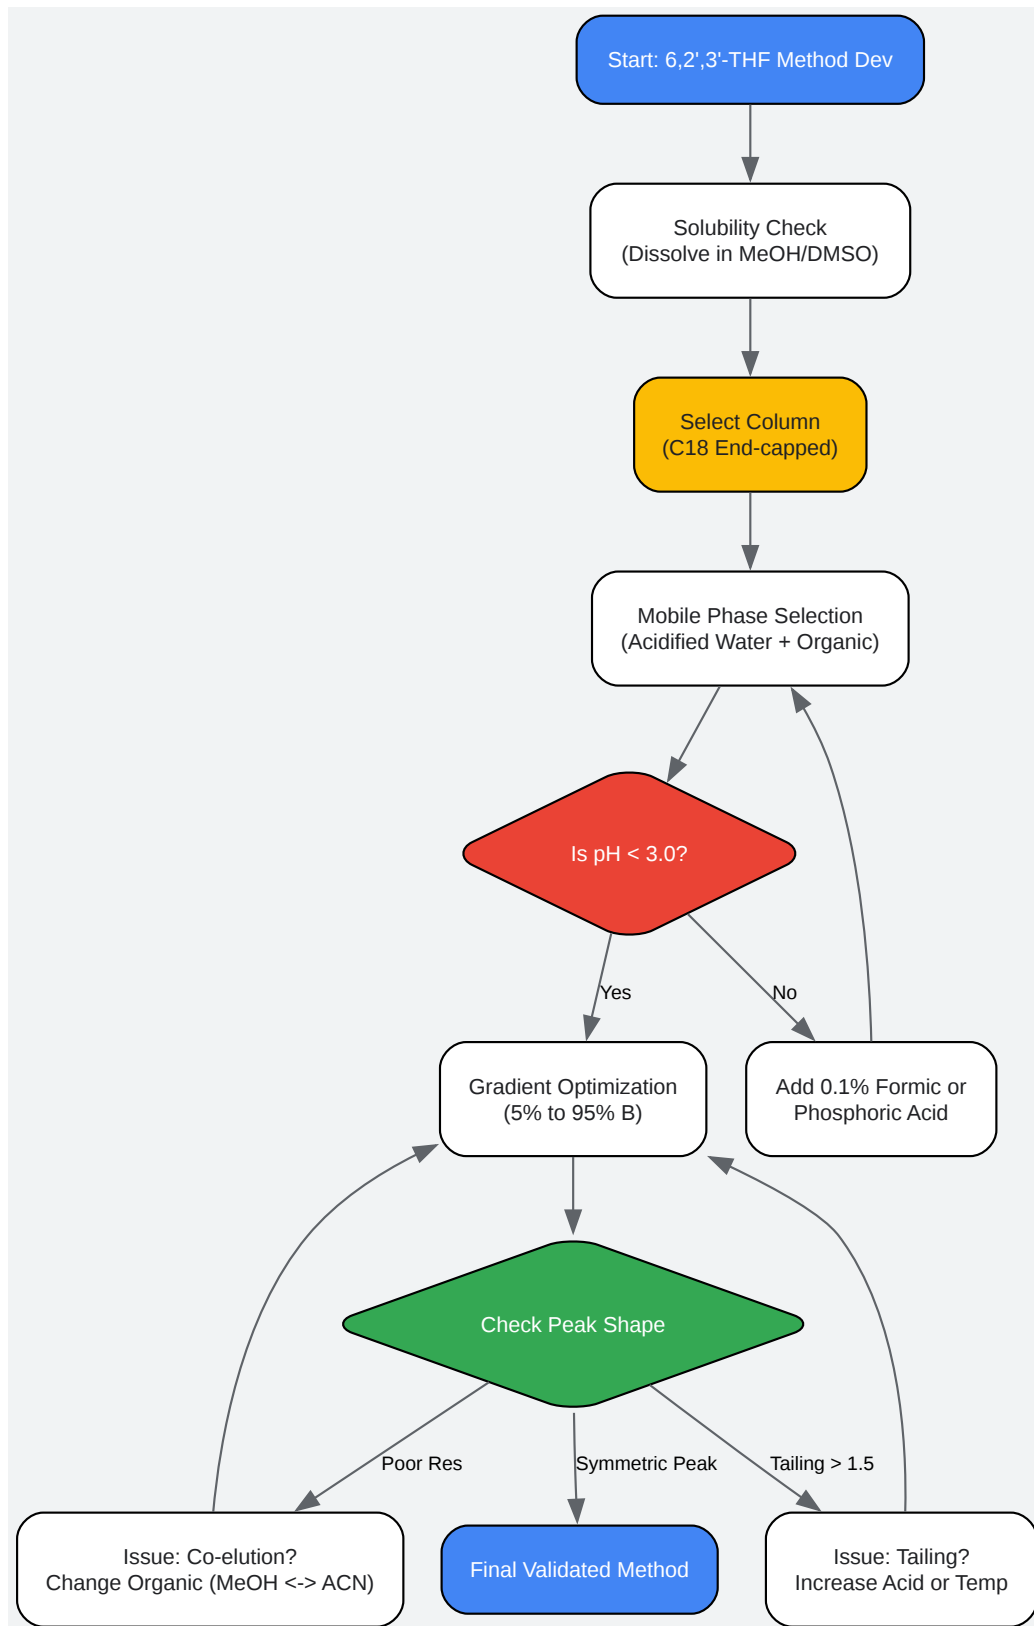 Start: 6,2',3'-THF Method Dev
Solubility Check
(Dissolve in MeOH/DMSO)
Select Column
(C18 End-capped)
Mobile Phase Selection
(Acidified Water + Organic)
Is pH < 3.0?
Yes
No
Gradient Optimization
(5% to 95% B)
Add 0.1% Formic or
Phosphoric Acid
Check Peak Shape
Poor Res
Symmetric Peak
Tailing > 1.5
Issue: Co-elution?
Change Organic (MeOH <-> ACN)
Final Validated Method
Issue: Tailing?
Increase Acid or Temp